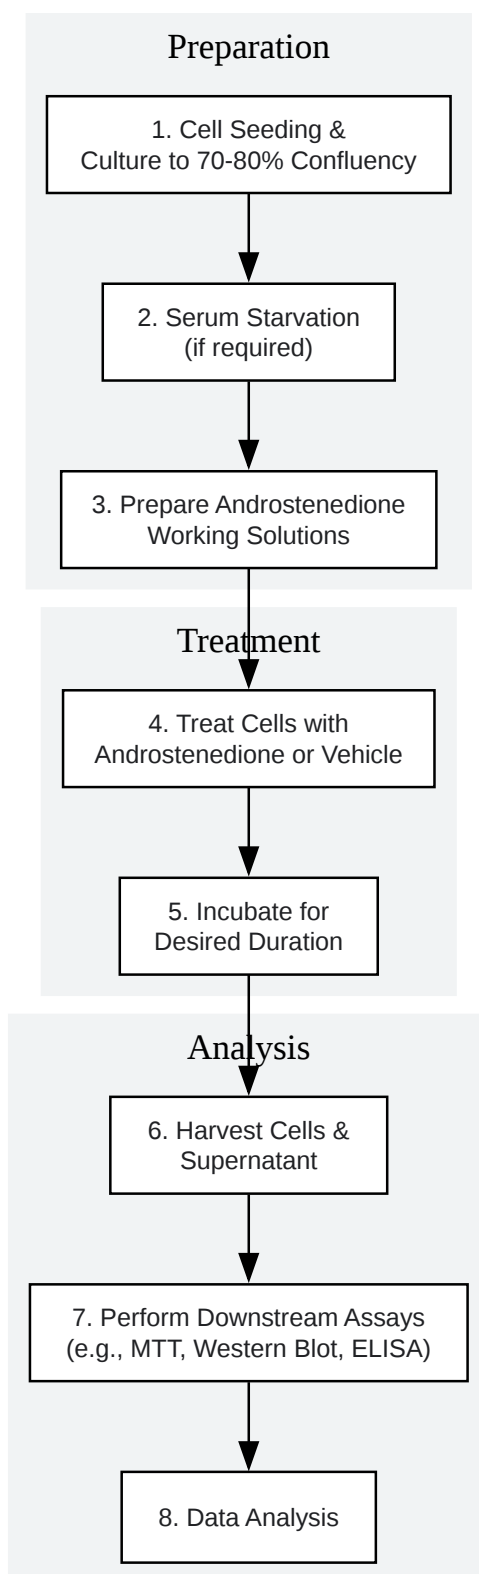 Preparation
1. Cell Seeding &
Culture to 70-80% Confluency
2. Serum Starvation
(if required)
3. Prepare Androstenedione
Working Solutions
Treatment
4. Treat Cells with
Androstenedione or Vehicle
5. Incubate for
Desired Duration
Analysis
6. Harvest Cells &
Supernatant
7. Perform Downstream Assays
(e.g., MTT, Western Blot, ELISA)
8. Data Analysis